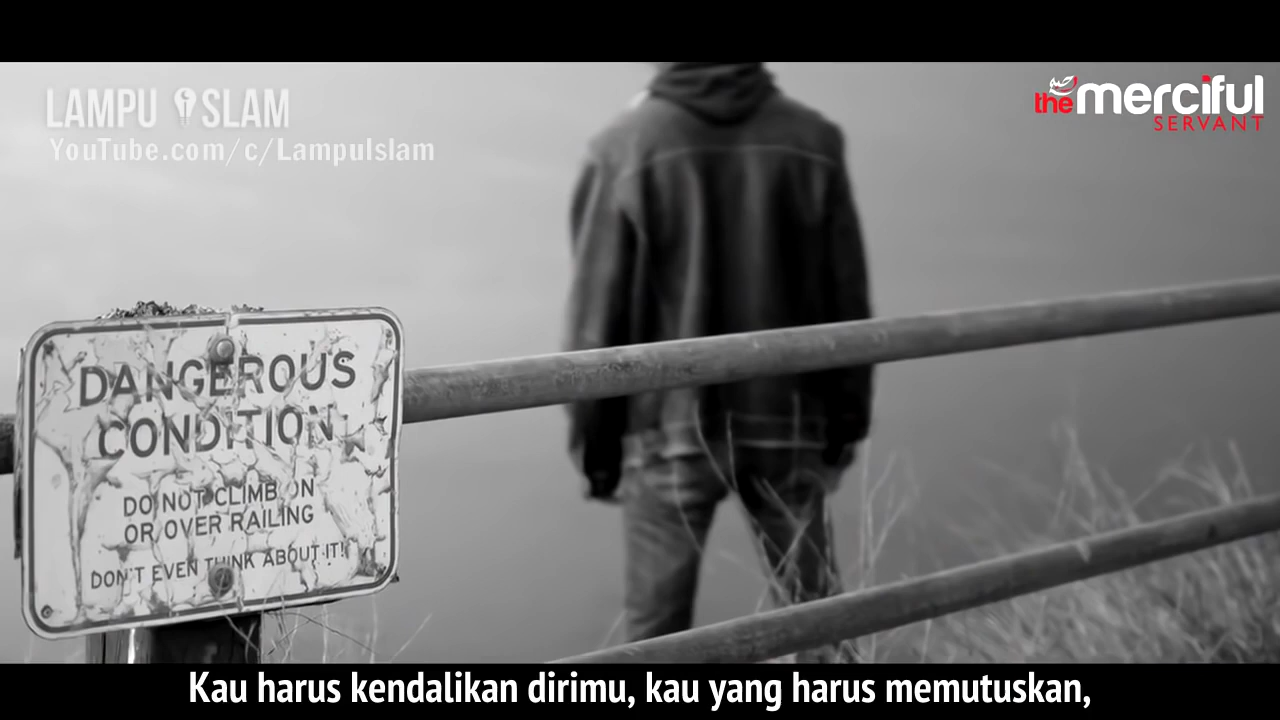 LAMPU ISLAM
YouTube.com/c/LampuIslam
the merciful
SERVANT
DANGEROUS
CONDITION
DO NOT CLIMB ON
OR OVER RAILING
DON'T EVEN THINK ABOUT IT!
Kau harus kendalikan dirimu, kau yang harus memutuskan,